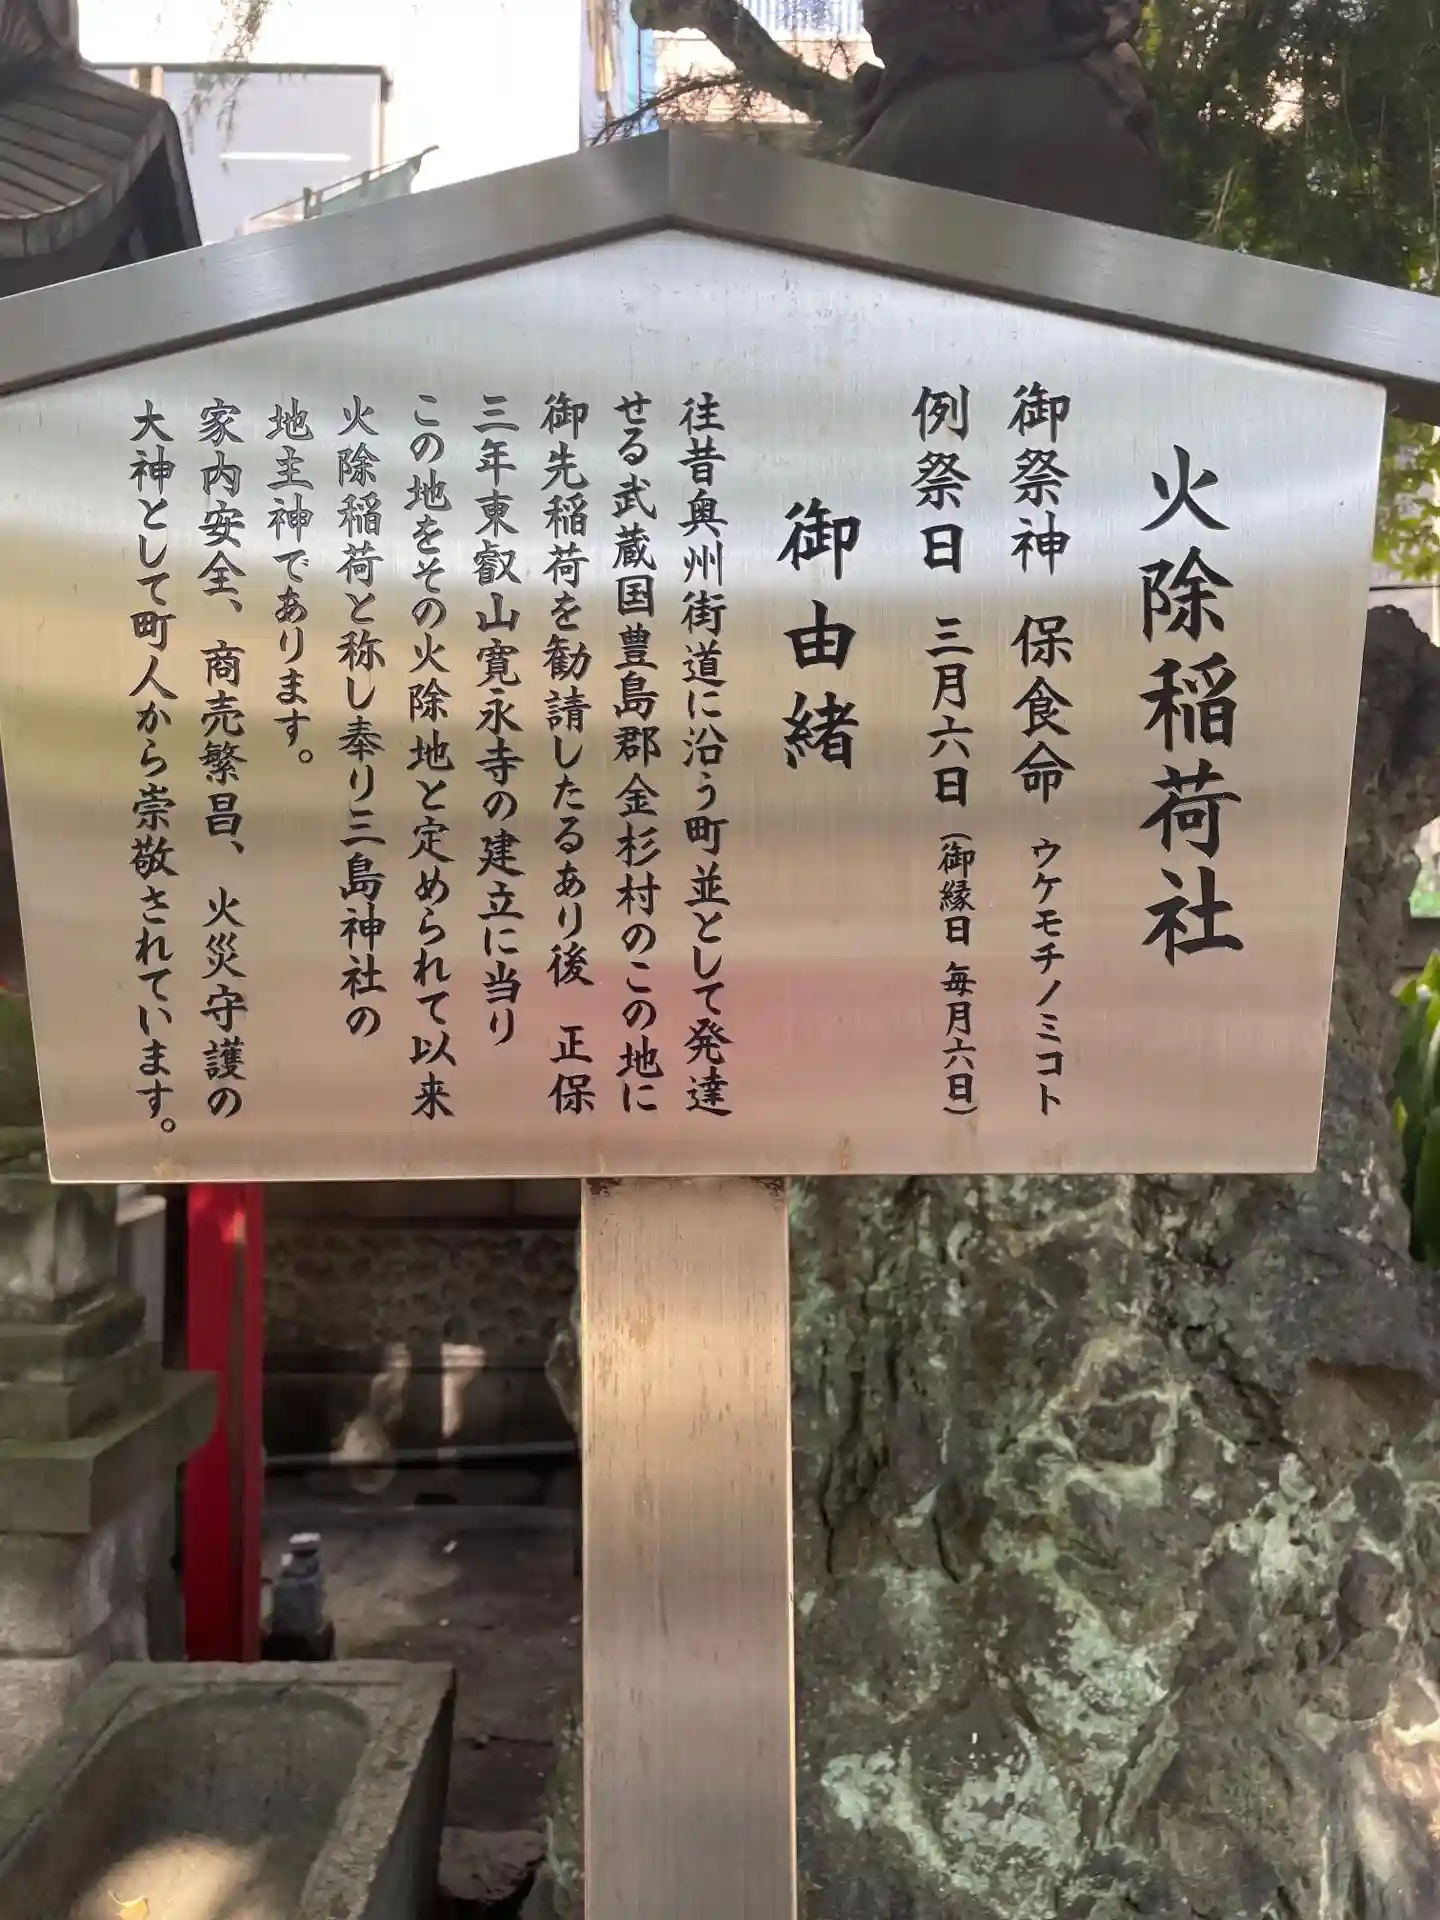 火除稲荷社
御祭神 保食命 ウケモチノミコト
例祭日 三月六日（御縁日 毎月六日）
御由緒
往昔奥州街道に沿う町並として発達
せる武蔵国豊島郡金杉村のこの地に
御先稲荷を勧請したるあり後 正保
三年東叡山寛永寺の建立に当り
この地をその火除地と定められて以来
火除稲荷と称し奉り三島神社の
地主神であります。
家内安全、商売繁昌、火災守護の
大神として町人から崇敬されています。